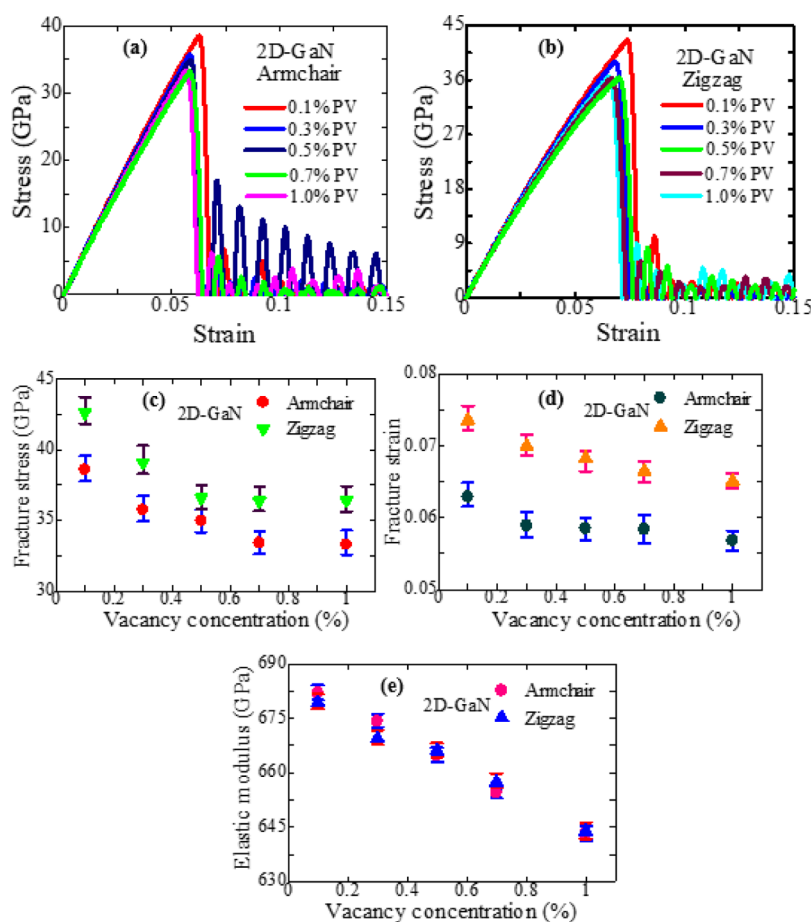 (a)
2D-GaN
Armchair
0.1% PV
0.3% PV
0.5% PV
0.7% PV
1.0% PV
Stress (GPa)
40
30
20
10
0
0
0.05
0.10
0.15
Strain
(b)
2D-GaN
Zigzag
0.1% PV
0.3% PV
0.5% PV
0.7% PV
1.0% PV
Stress (GPa)
45
36
27
18
9
0
0
0.05
0.10
0.15
Strain
(c)
2D-GaN
Armchair
Zigzag
Fracture stress (GPa)
45
40
35
30
0
0.2
0.4
0.6
0.8
1
Vacancy concentration (%)
(d)
2D-GaN
Armchair
Zigzag
Fracture strain
0.08
0.07
0.06
0.05
0
0.2
0.4
0.6
0.8
1
Vacancy concentration (%)
(e)
2D-GaN
Armchair
Zigzag
Elastic modulus (GPa)
690
675
660
645
630
0
0.2
0.4
0.6
0.8
1
Vacancy concentration (%)